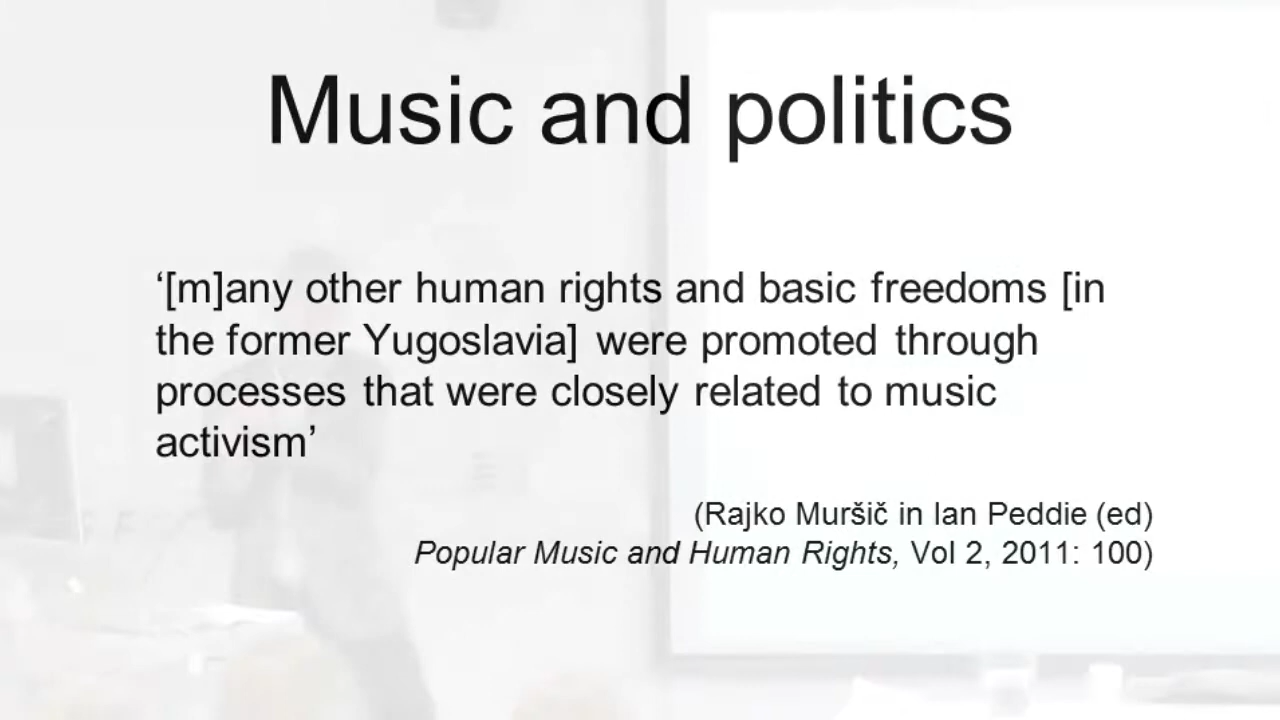 Music and politics
‘[m]any other human rights and basic freedoms [in
the former Yugoslavia] were promoted through
processes that were closely related to music
activism’
(Rajko Muršič in Ian Peddie (ed)
Popular Music and Human Rights, Vol 2, 2011: 100)